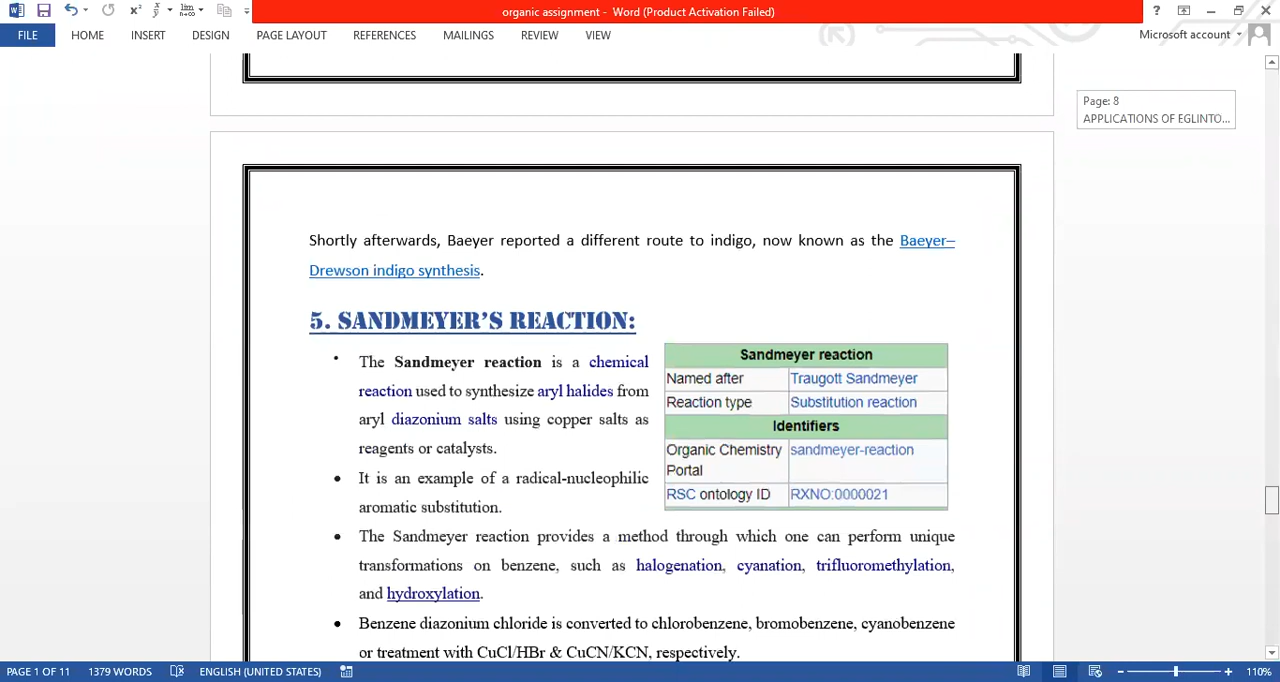 organic assignment - Word (Product Activation Failed)
FILE HOME INSERT DESIGN PAGE LAYOUT REFERENCES MAILINGS REVIEW VIEW
Microsoft account
Page: 8
APPLICATIONS OF EGLINTO...
Shortly afterwards, Baeyer reported a different route to indigo, now known as the Baeyer–
Drewson indigo synthesis.
5. SANDMEYER'S REACTION:
• The Sandmeyer reaction is a chemical
reaction used to synthesize aryl halides from
aryl diazonium salts using copper salts as
reagents or catalysts.
• It is an example of a radical-nucleophilic
aromatic substitution.
Sandmeyer reaction
Named after Traugott Sandmeyer
Reaction type Substitution reaction
Identifiers
Organic Chemistry sandmeyer-reaction
Portal
RSC ontology ID RXNO:0000021
• The Sandmeyer reaction provides a method through which one can perform unique
transformations on benzene, such as halogenation, cyanation, trifluoromethylation,
and hydroxylation.
• Benzene diazonium chloride is converted to chlorobenzene, bromobenzene, cyanobenzene
or treatment with CuCl/HBr & CuCN/KCN, respectively.
PAGE 1 OF 11 1379 WORDS ENGLISH (UNITED STATES) 110%